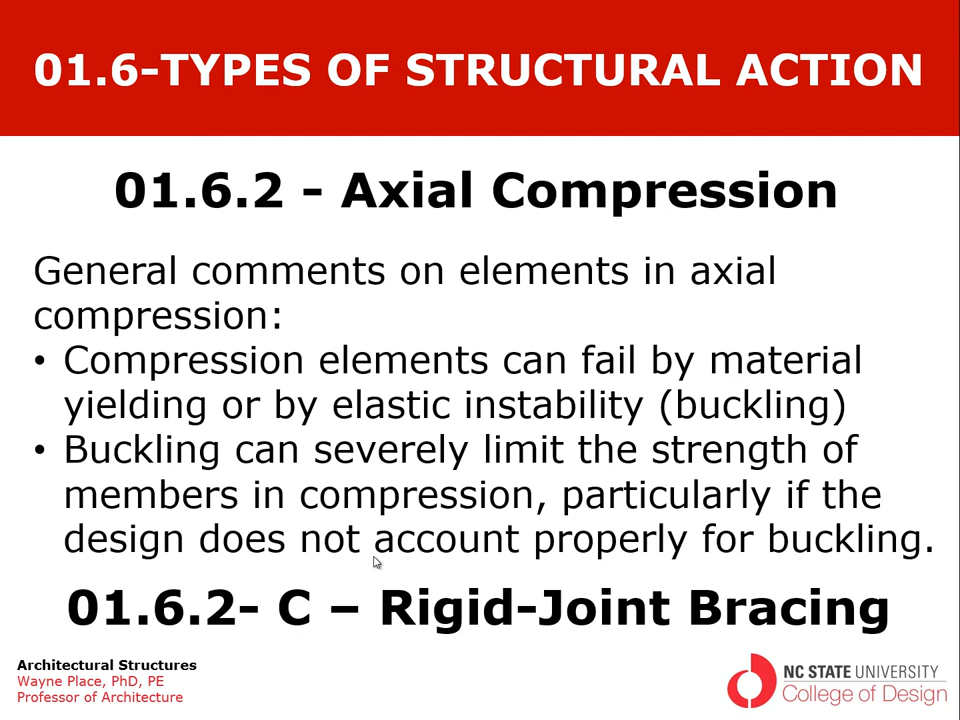 01.6-TYPES OF STRUCTURAL ACTION
01.6.2 - Axial Compression
General comments on elements in axial
compression:
• Compression elements can fail by material
yielding or by elastic instability (buckling)
• Buckling can severely limit the strength of
members in compression, particularly if the
design does not account properly for buckling.
01.6.2- C – Rigid-Joint Bracing
Architectural Structures
Wayne Place, PhD, PE
Professor of Architecture
NC STATE UNIVERSITY
College of Design